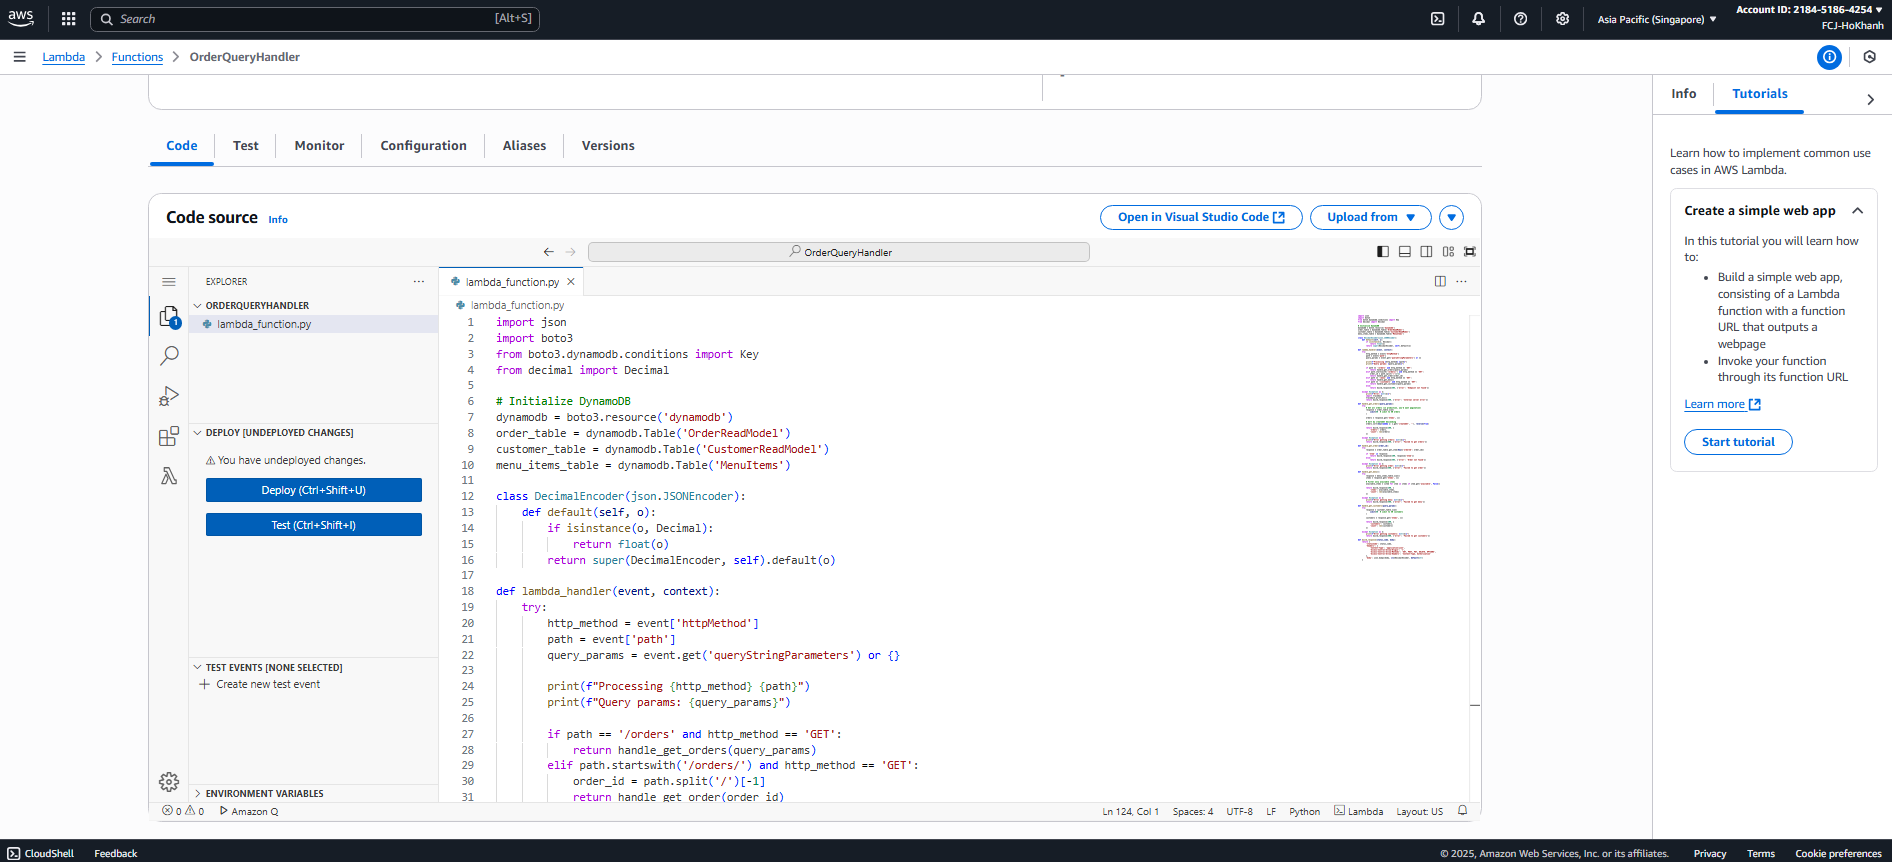 aws
Search
[Alt+S]
Asia Pacific (Singapore)
Account ID: 2184-5186-4254
FCJ-HoKhanh
Lambda
Functions
OrderQueryHandler
Code
Test
Monitor
Configuration
Aliases
Versions
Code source
Info
Open in Visual Studio Code
Upload from
OrderQueryHandler
EXPLORER
ORDERQUERYHANDLER
lambda_function.py
1
DEPLOY [UNDEPLOYED CHANGES]
You have undeployed changes.
Deploy (Ctrl+Shift+U)
Test (Ctrl+Shift+I)
TEST EVENTS [NONE SELECTED]
Create new test event
ENVIRONMENT VARIABLES
lambda_function.py
lambda_function.py
1 import json
2 import boto3
3 from boto3.dynamodb.conditions import Key
4 from decimal import Decimal
5
6 # Initialize DynamoDB
7 dynamodb = boto3.resource('dynamodb')
8 order_table = dynamodb.Table('OrderReadModel')
9 customer_table = dynamodb.Table('CustomerReadModel')
10 menu_items_table = dynamodb.Table('MenuItems')
11
12 class DecimalEncoder(json.JSONEncoder):
13 def default(self, o):
14 if isinstance(o, Decimal):
15 return float(o)
16 return super(DecimalEncoder, self).default(o)
17
18 def lambda_handler(event, context):
19 try:
20 http_method = event['httpMethod']
21 path = event['path']
22 query_params = event.get('queryStringParameters') or {}
23
24 print(f"Processing {http_method} {path}")
25 print(f"Query params: {query_params}")
26
27 if path == '/orders' and http_method == 'GET':
28 return handle_get_orders(query_params)
29 elif path.startswith('/orders/') and http_method == 'GET':
30 order_id = path.split('/')[-1]
31 return handle_get_order(order_id)
0 0
Amazon Q
Ln 124, Col 1
Spaces: 4
UTF-8
LF
Python
Lambda
Layout: US
Info
Tutorials
Learn how to implement common use
cases in AWS Lambda.
Create a simple web app
In this tutorial you will learn how
to:
• Build a simple web app,
consisting of a Lambda
function with a function
URL that outputs a
webpage
• Invoke your function
through its function URL
Learn more
Start tutorial
CloudShell
Feedback
© 2025, Amazon Web Services, Inc. or its affiliates.
Privacy
Terms
Cookie preferences